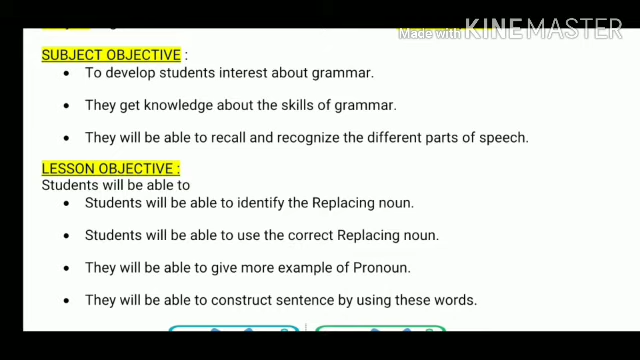 Made with KINEMASTER
SUBJECT OBJECTIVE :
• To develop students interest about grammar.
• They get knowledge about the skills of grammar.
• They will be able to recall and recognize the different parts of speech.
LESSON OBJECTIVE :
Students will be able to
• Students will be able to identify the Replacing noun.
• Students will be able to use the correct Replacing noun.
• They will be able to give more example of Pronoun.
• They will be able to construct sentence by using these words.